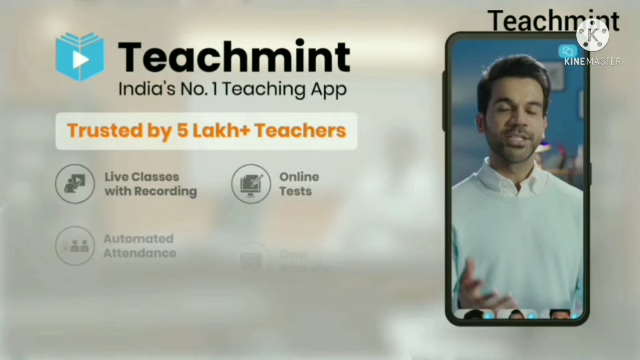 Teachmint
KINEMASTER
Teachmint
India's No. 1 Teaching App
Trusted by 5 Lakh+ Teachers
Live Classes
with Recording
Online
Tests
Automated
Attendance